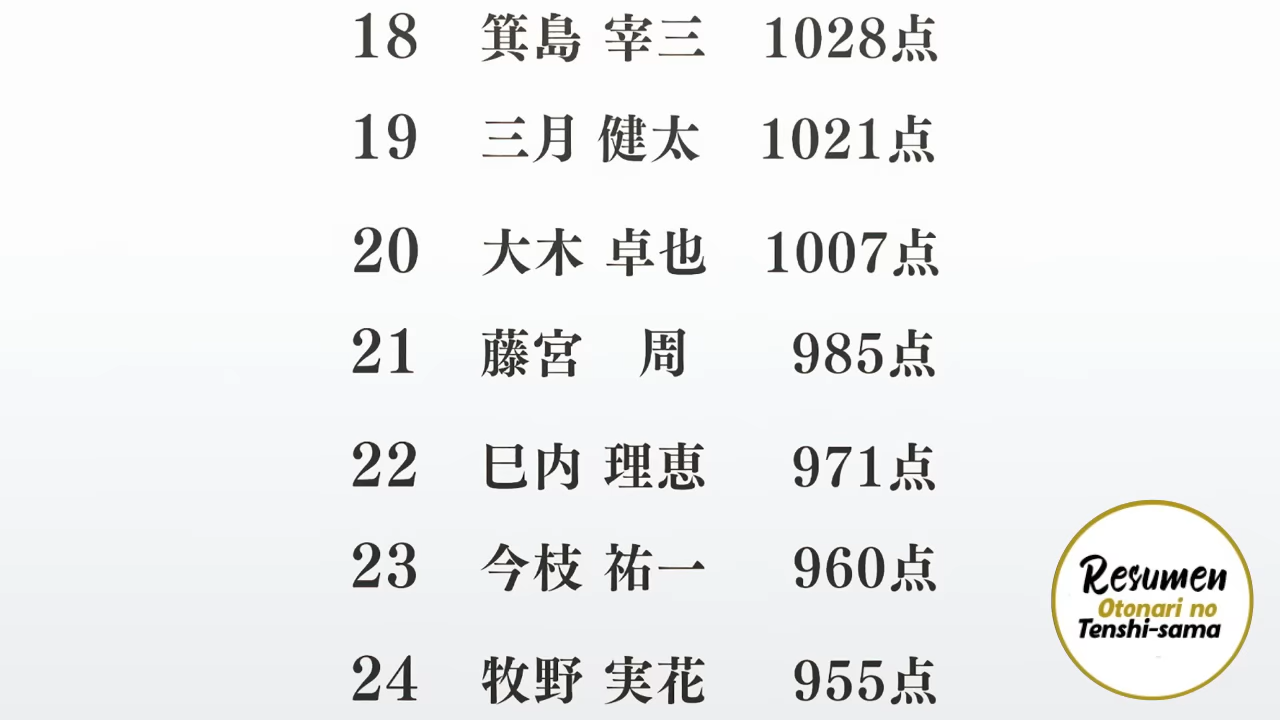 18 箕島 宰三 1028点
19 三月 健太 1021点
20 大木 卓也 1007点
21 藤宮 周 985点
22 巳内 理恵 971点
23 今枝 祐一 960点
24 牧野 実花 955点
Resumen
Otonari no
Tenshi-sama